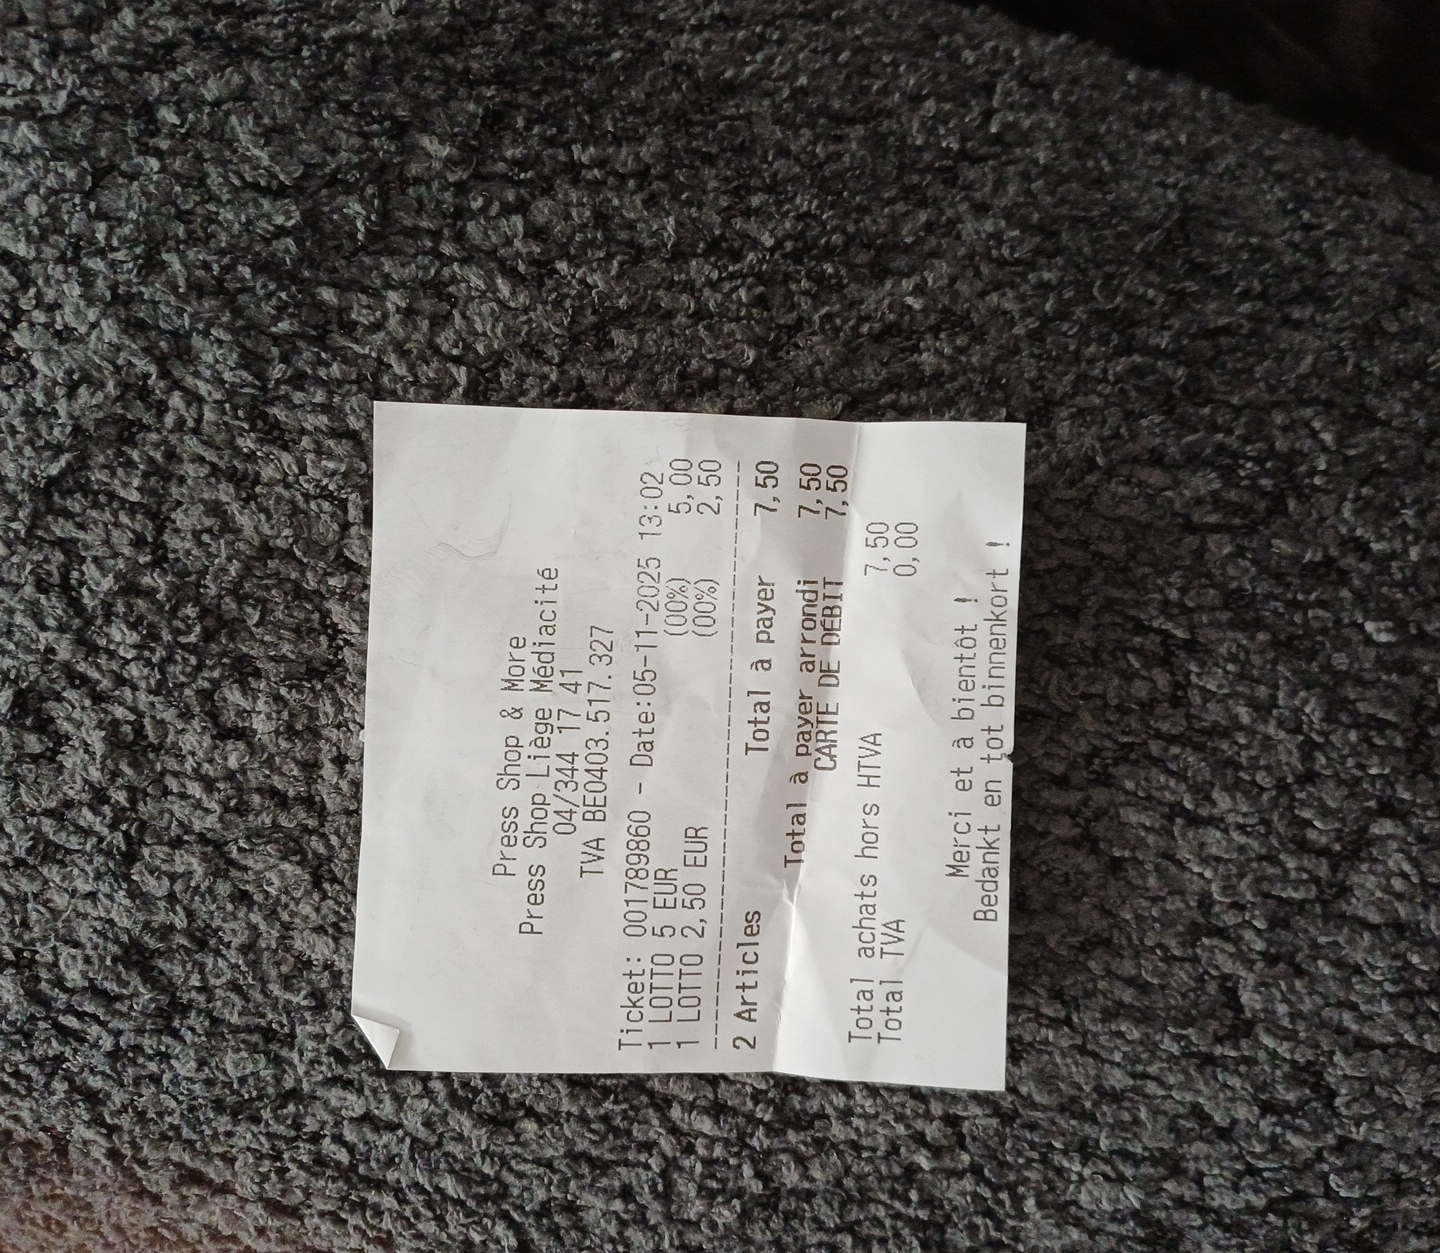 Press Shop & More
Press Shop Liège Médiacité
04/344 17 41
TVA BE0403.517.327
Ticket: 001789860 - Date:05-11-2025 13:02
1 LOTTO 5 EUR (00%) 5,00
1 LOTTO 2,50 EUR (00%) 2,50
2 Articles Total à payer 7,50
Total à payer arrondi 7,50
CARTE DE DÉBIT 7,50
Total achats hors HTVA 7,50
Total TVA 0,00
Merci et à bientôt !
Bedankt en tot binnenkort !